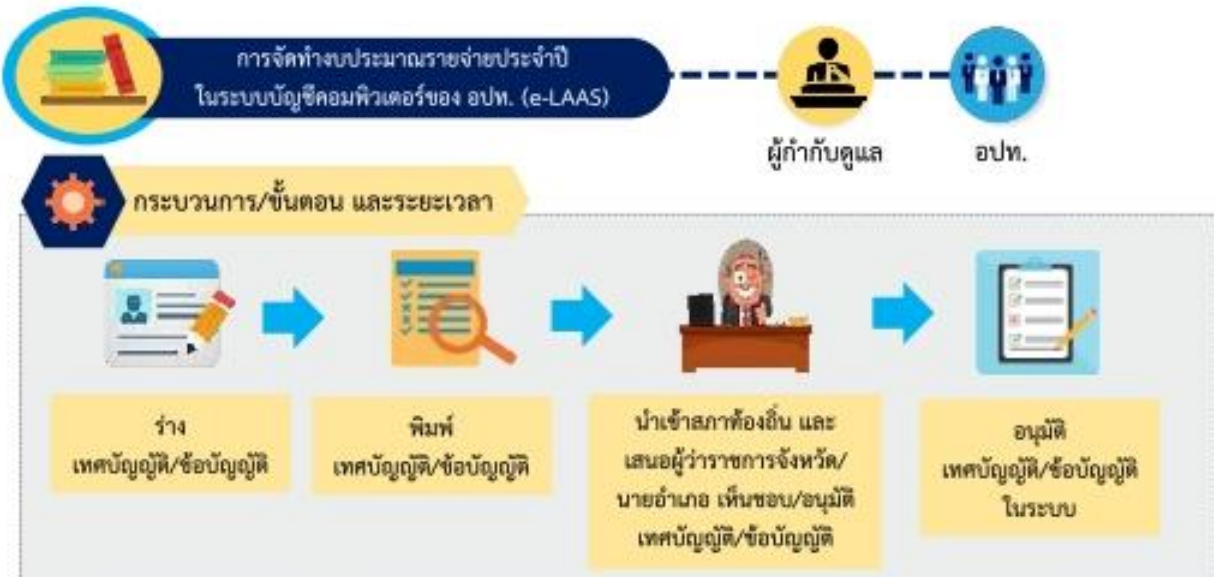 การจัดทำงบประมาณรายจ่ายประจำปี
ในระบบบัญชีคอมพิวเตอร์ของ อปท. (e-LAAS)
ผู้กำกับดูแล
อปท.
กระบวนการ/ขั้นตอน และระยะเวลา
ร่าง
เทศบัญญัติ/ข้อบัญญัติ
พิมพ์
เทศบัญญัติ/ข้อบัญญัติ
นำเข้าสภาท้องถิ่น และ
เสนอผู้ว่าราชการจังหวัด/
นายอำเภอ เห็นชอบ/อนุมัติ
เทศบัญญัติ/ข้อบัญญัติ
อนุมัติ
เทศบัญญัติ/ข้อบัญญัติ
ในระบบ